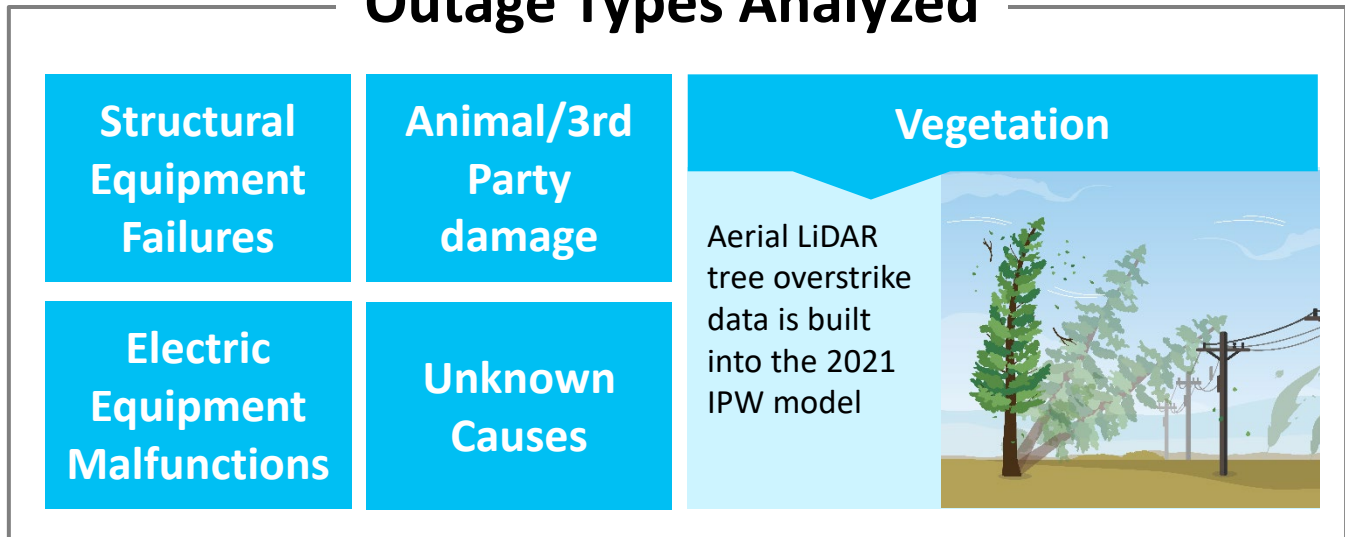 Outage Types Analyzed
Structural
Equipment
Failures
Animal/3rd
Party
damage
Vegetation
Aerial LiDAR
tree overstrike
data is built
into the 2021
IPW model
Electric
Equipment
Malfunctions
Unknown
Causes